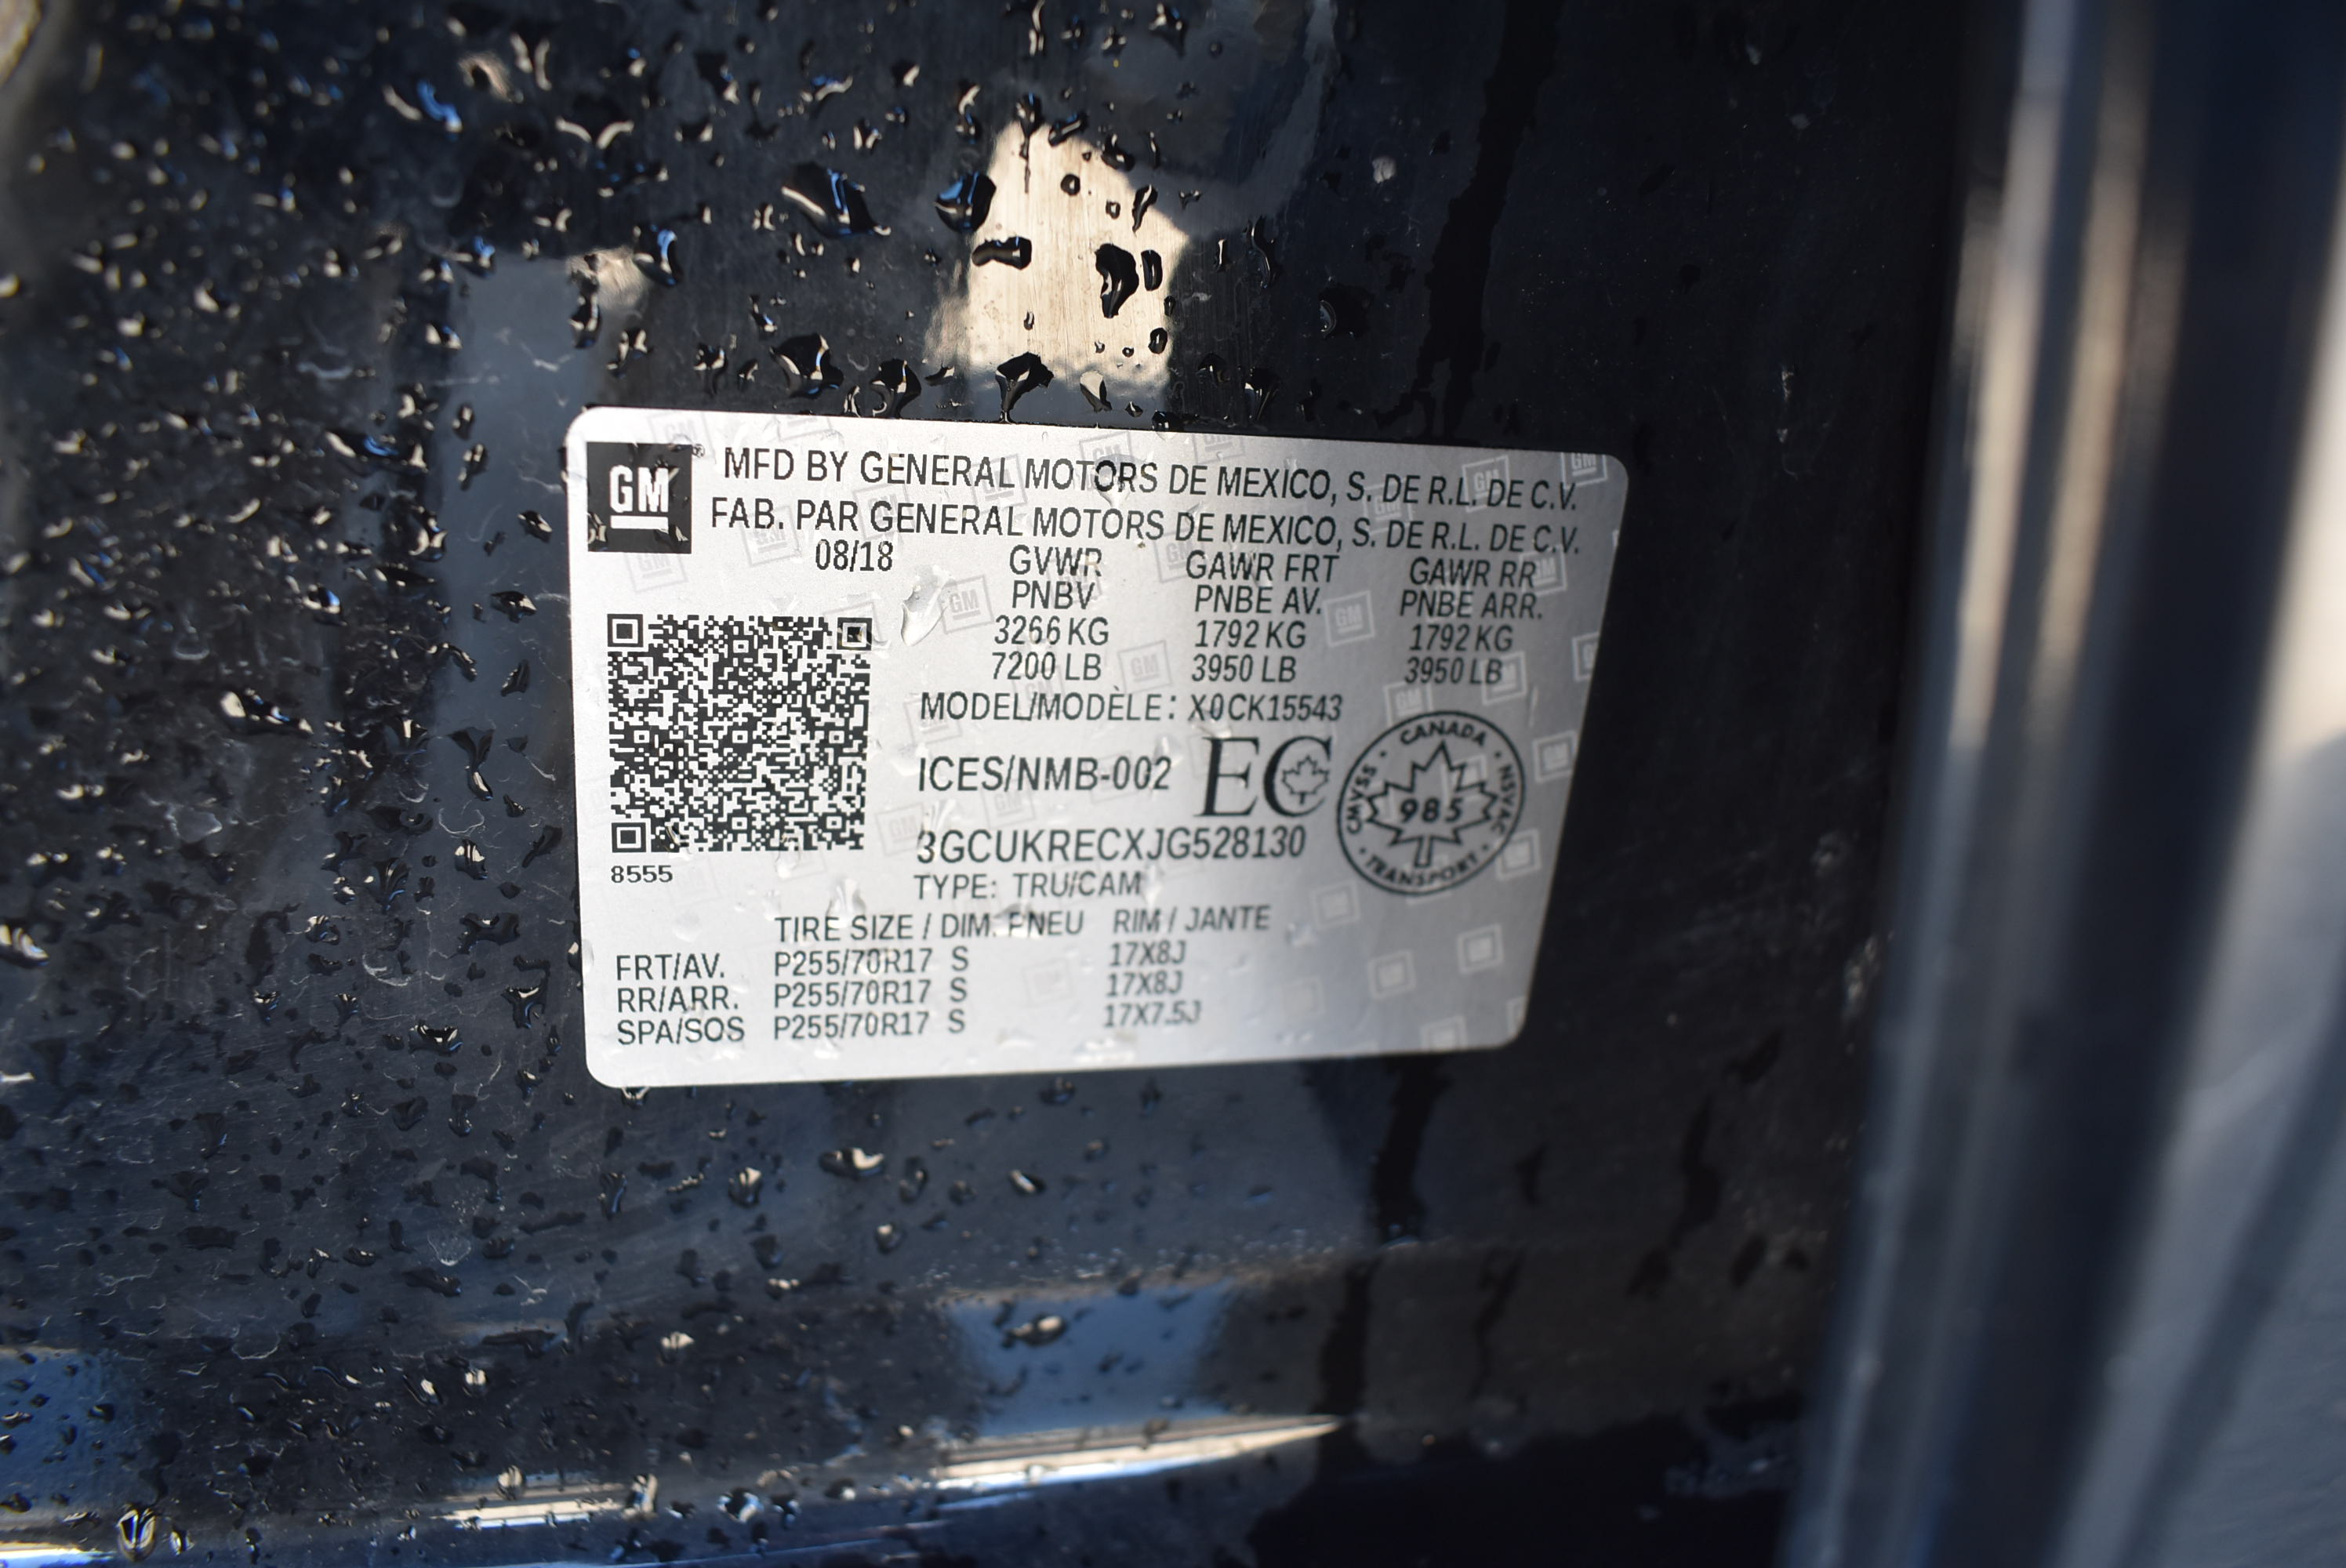 GM
MFD BY GENERAL MOTORS DE MEXICO, S. DE R.L. DE C.V.
FAB. PAR GENERAL MOTORS DE MEXICO, S. DE R.L. DE C.V.
08/18 GVWR GAWR FRT GAWR RR
PNBV PNBE AV. PNBE ARR.
3266 KG 1792 KG 1792 KG
7200 LB 3950 LB 3950 LB
MODEL/MODÈLE: X0CK15543
ICES/NMB-002 EC
CANADA
CMVSS 985 NSVAC
TRANSPORT
3GCUKRECXJG528130
8555
TYPE: TRU/CAM
TIRE SIZE / DIM. PNEU RIM / JANTE
FRT/AV. P255/70R17 S 17X8J
RR/ARR. P255/70R17 S 17X8J
SPA/SOS P255/70R17 S 17X7.5J